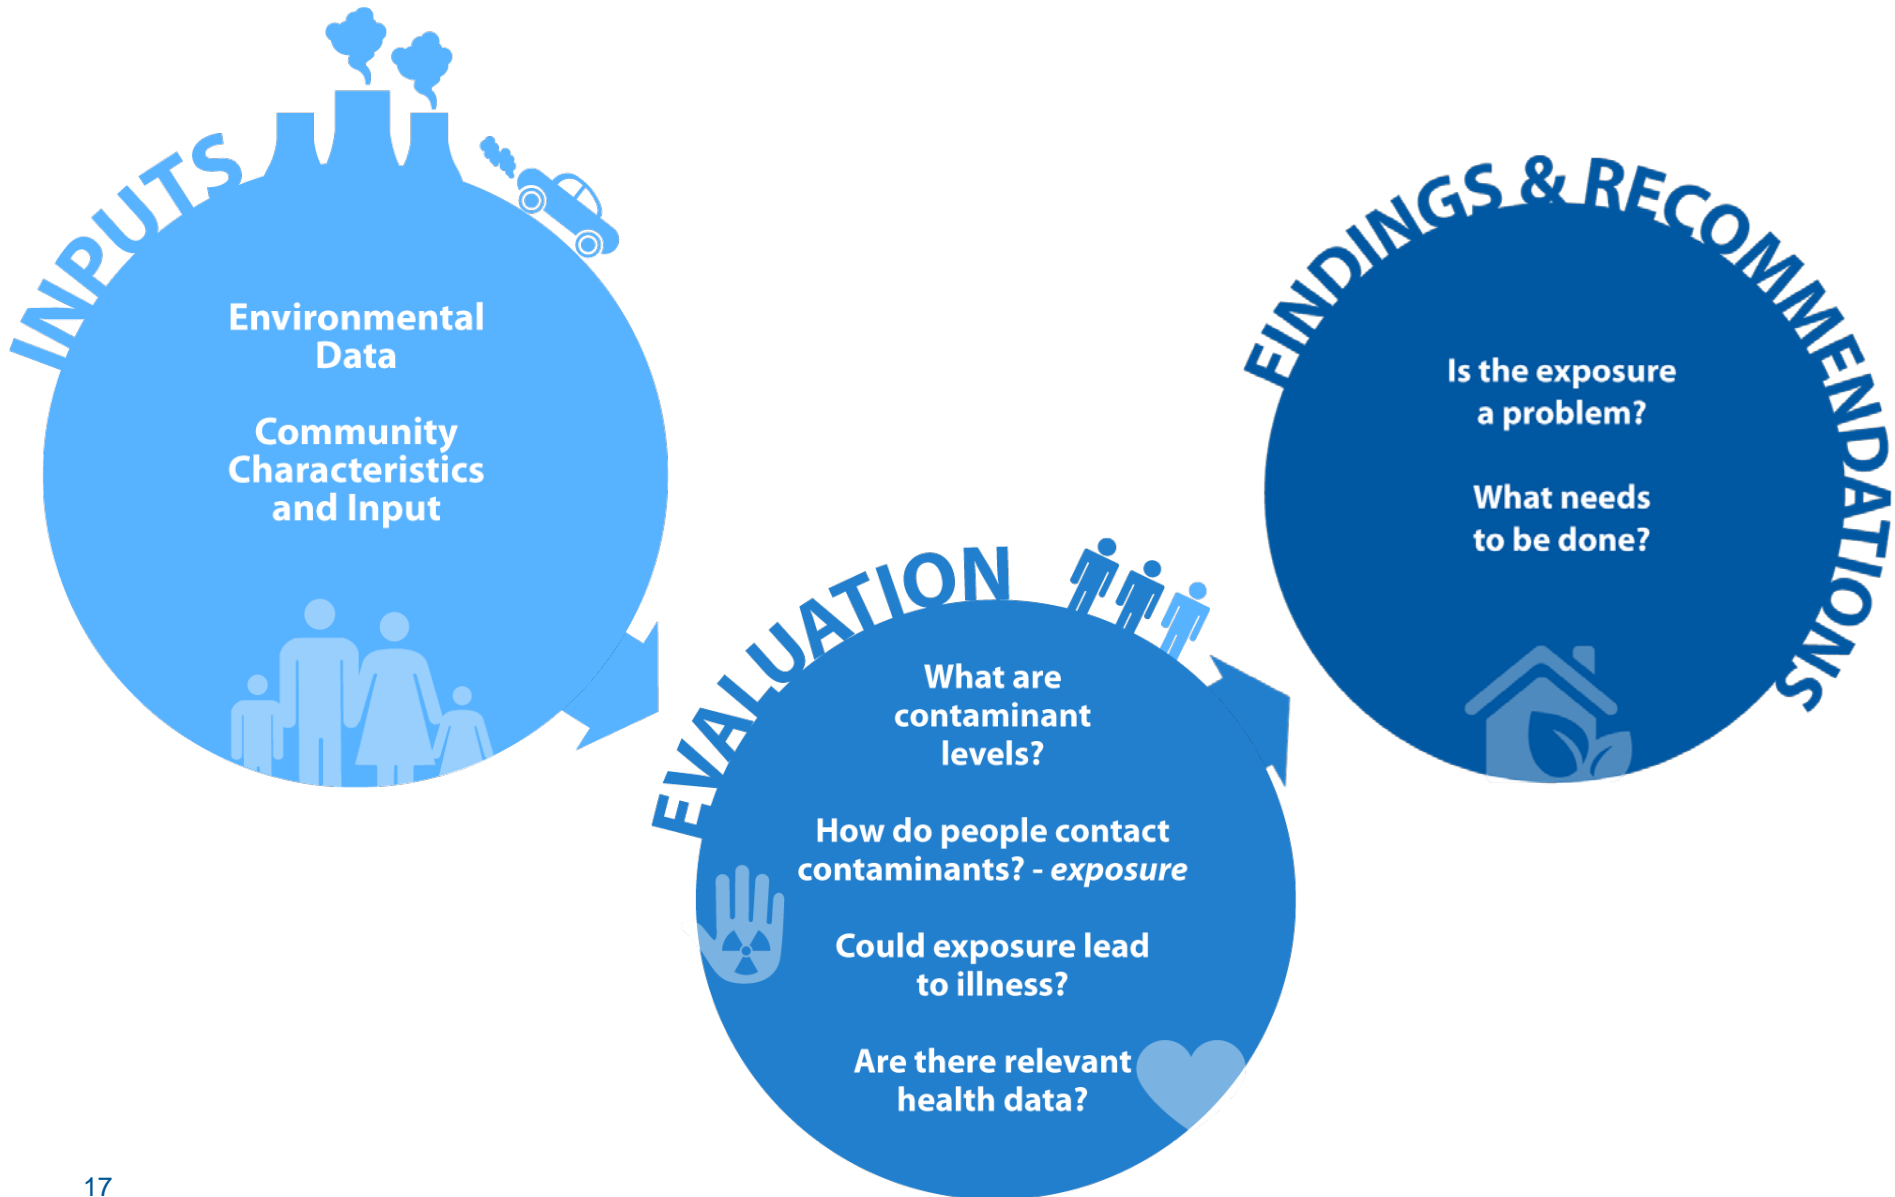 INPUTS
Environmental
Data
Community
Characteristics
and Input
EVALUATION
What are
contaminant
levels?
How do people contact
contaminants? - exposure
Could exposure lead
to illness?
Are there relevant
health data?
FINDINGS & RECOMMENDATIONS
Is the exposure
a problem?
What needs
to be done?
17